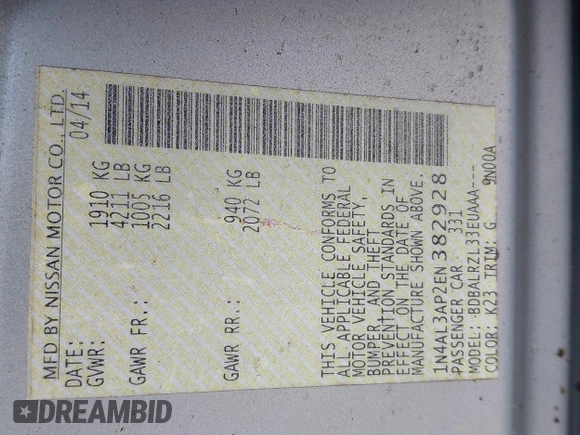 MFD BY NISSAN MOTOR CO., LTD.
DATE: 04/14
GVWR: 1910 KG
4211 LB
GAWR FR.: 1005 KG
2216 LB
GAWR RR.: 940 KG
2072 LB
THIS VEHICLE CONFORMS TO
ALL APPLICABLE FEDERAL
MOTOR VEHICLE SAFETY,
BUMPER, AND THEFT
PREVENTION STANDARDS IN
EFFECT ON THE DATE OF
MANUFACTURE SHOWN ABOVE.
1N4AL3AP2EN382928
PASSENGER CAR 331
MODEL: BDBALRZL33EUAAA---
COLOR: K23 TRIM: G 9N00A
DREAMBID